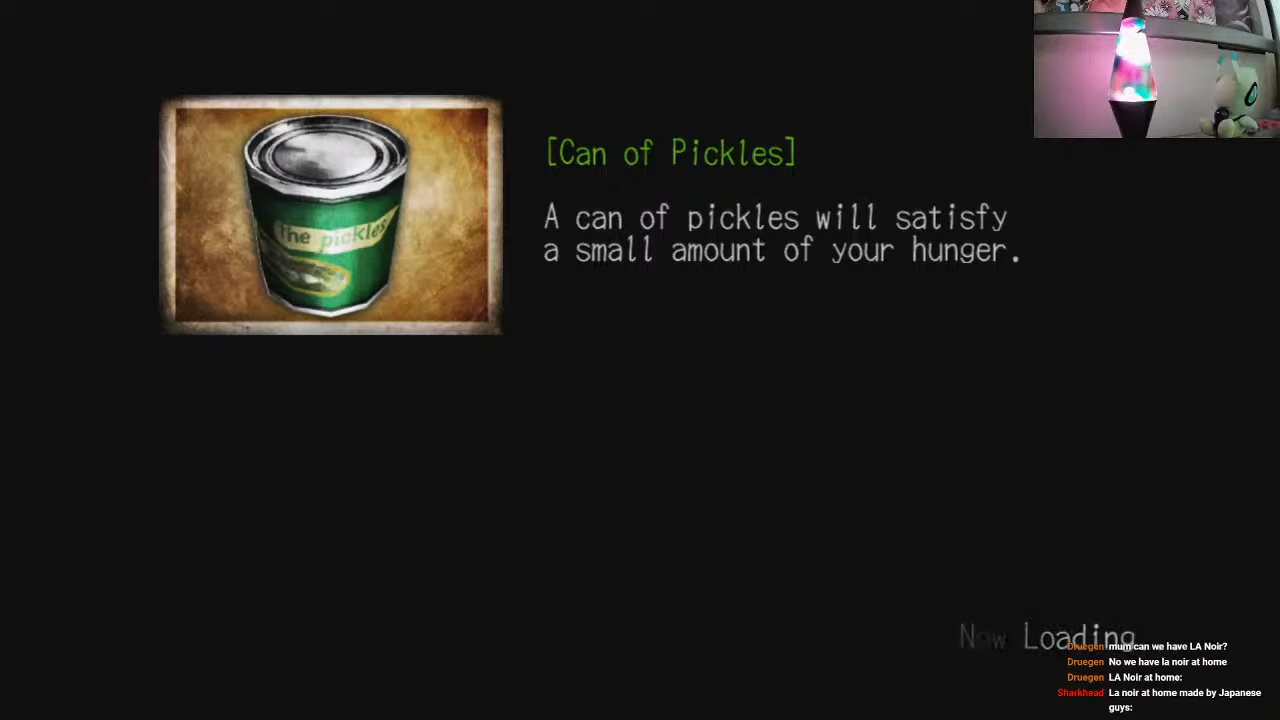 [Can of Pickles]
A can of pickles will satisfy
a small amount of your hunger.
the pickles
Now Loading
Druegen mum can we have LA Noir?
Druegen No we have la noir at home
Druegen LA Noir at home:
Sharkhead La noir at home made by Japanese
guys: